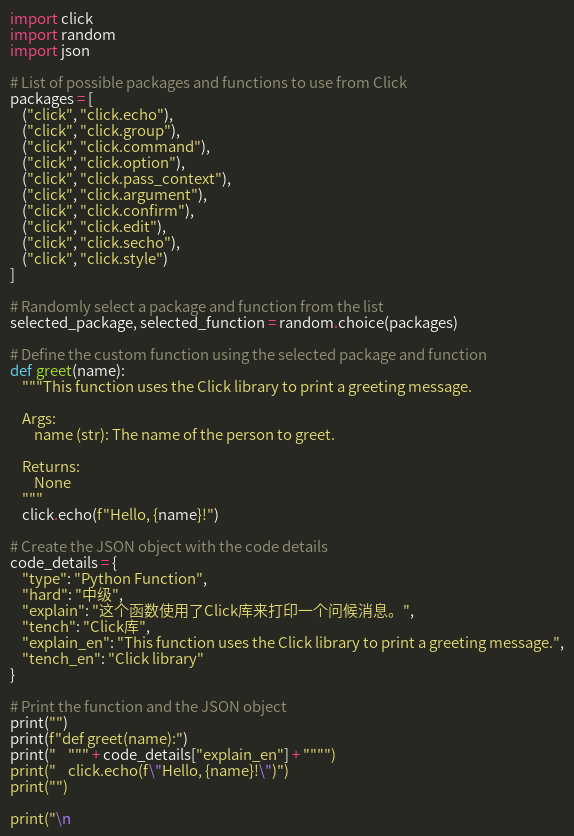 import click
import random
import json

# List of possible packages and functions to use from Click
packages = [
    ("click", "click.echo"),
    ("click", "click.group"),
    ("click", "click.command"),
    ("click", "click.option"),
    ("click", "click.pass_context"),
    ("click", "click.argument"),
    ("click", "click.confirm"),
    ("click", "click.edit"),
    ("click", "click.secho"),
    ("click", "click.style")
]

# Randomly select a package and function from the list
selected_package, selected_function = random.choice(packages)

# Define the custom function using the selected package and function
def greet(name):
    """This function uses the Click library to print a greeting message.

    Args:
        name (str): The name of the person to greet.

    Returns:
        None
    """
    click.echo(f"Hello, {name}!")

# Create the JSON object with the code details
code_details = {
    "type": "Python Function",
    "hard": "中级",
    "explain": "这个函数使用了Click库来打印一个问候消息。",
    "tench": "Click库",
    "explain_en": "This function uses the Click library to print a greeting message.",
    "tench_en": "Click library"
}

# Print the function and the JSON object
print("")
print(f"def greet(name):")
print("    """ + code_details["explain_en"] + """")
print("    click.echo(f\"Hello, {name}!\")")
print("")

print("\n